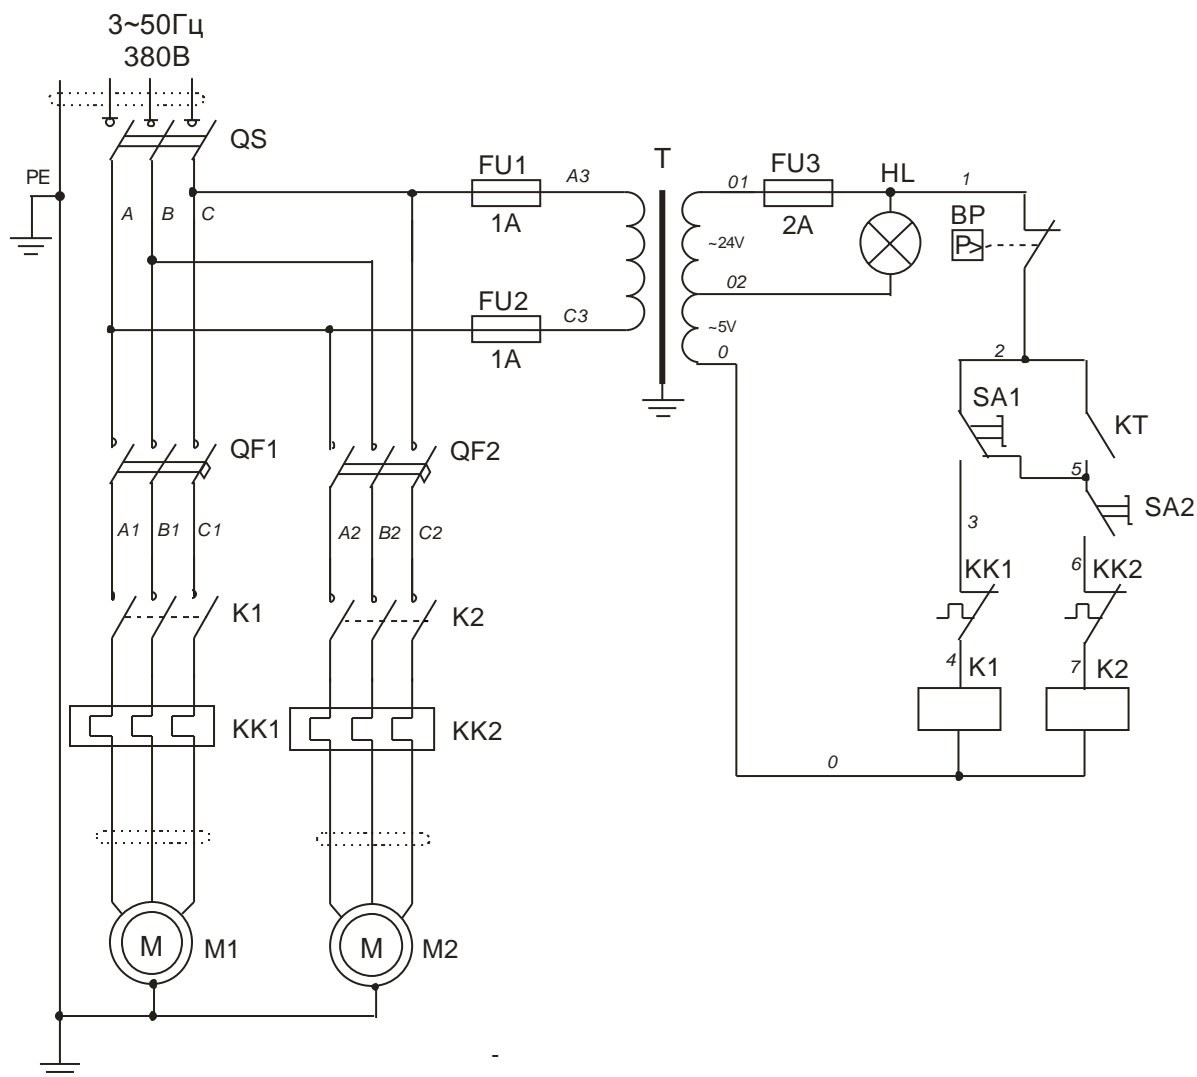 3~50Гц
380В
QS
PE
A B C
FU1
1A
A3
FU2
1A
C3
T
01
FU3
2A
HL
1
~24V
02
~5V
0
BP
P>
2
SA1
KT
5
SA2
3
KK1
6
KK2
4
K1
7
K2
0
QF1
QF2
A1 B1 C1
A2 B2 C2
K1
K2
KK1
KK2
M
M1
M
M2
-